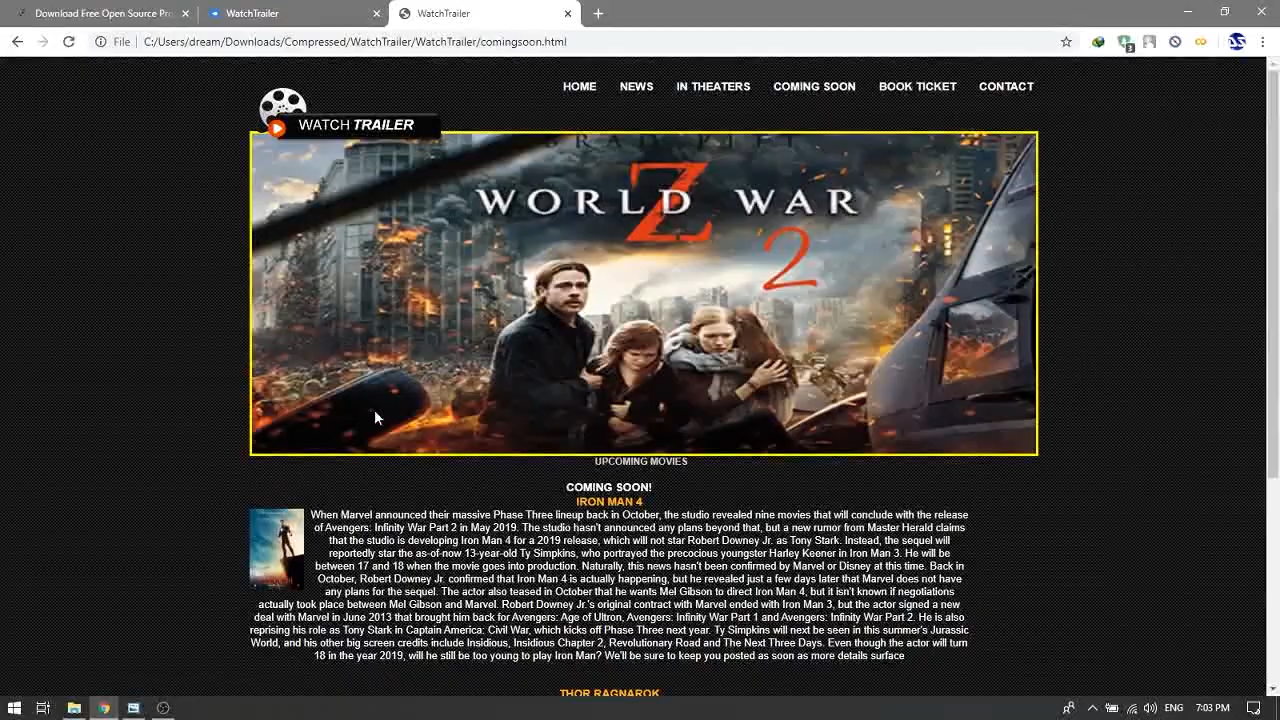 Download Free Open Source Pro
WatchTrailer
WatchTrailer
File
C:/Users/dream/Downloads/Compressed/WatchTrailer/WatchTrailer/comingsoon.html
3
HOME NEWS IN THEATERS COMING SOON BOOK TICKET CONTACT
WATCH TRAILER
BRAD PITT
WORLD WAR
Z
2
UPCOMING MOVIES
COMING SOON!
IRON MAN 4
When Marvel announced their massive Phase Three lineup back in October, the studio revealed nine movies that will conclude with the release
of Avengers: Infinity War Part 2 in May 2019. The studio hasn't announced any plans beyond that, but a new rumor from Master Herald claims
that the studio is developing Iron Man 4 for a 2019 release, which will not star Robert Downey Jr. as Tony Stark. Instead, the sequel will
reportedly star the as-of-now 13-year-old Ty Simpkins, who portrayed the precocious youngster Harley Keener in Iron Man 3. He will be
between 17 and 18 when the movie goes into production. Naturally, this news hasn't been confirmed by Marvel or Disney at this time. Back in
October, Robert Downey Jr. confirmed that Iron Man 4 is actually happening, but he revealed just a few days later that Marvel does not have
any plans for the sequel. The actor also teased in October that he wants Mel Gibson to direct Iron Man 4, but it isn't known if negotiations
actually took place between Mel Gibson and Marvel. Robert Downey Jr.'s original contract with Marvel ended with Iron Man 3, but the actor signed a new
deal with Marvel in June 2013 that brought him back for Avengers: Age of Ultron, Avengers: Infinity War Part 1 and Avengers: Infinity War Part 2. He is also
reprising his role as Tony Stark in Captain America: Civil War, which kicks off Phase Three next year. Ty Simpkins will next be seen in this summer's Jurassic
World, and his other big screen credits include Insidious, Insidious Chapter 2, Revolutionary Road and The Next Three Days. Even though the actor will turn
18 in the year 2019, will he still be too young to play Iron Man? We'll be sure to keep you posted as soon as more details surface
THOR RAGNAROK
ENG 7:03 PM